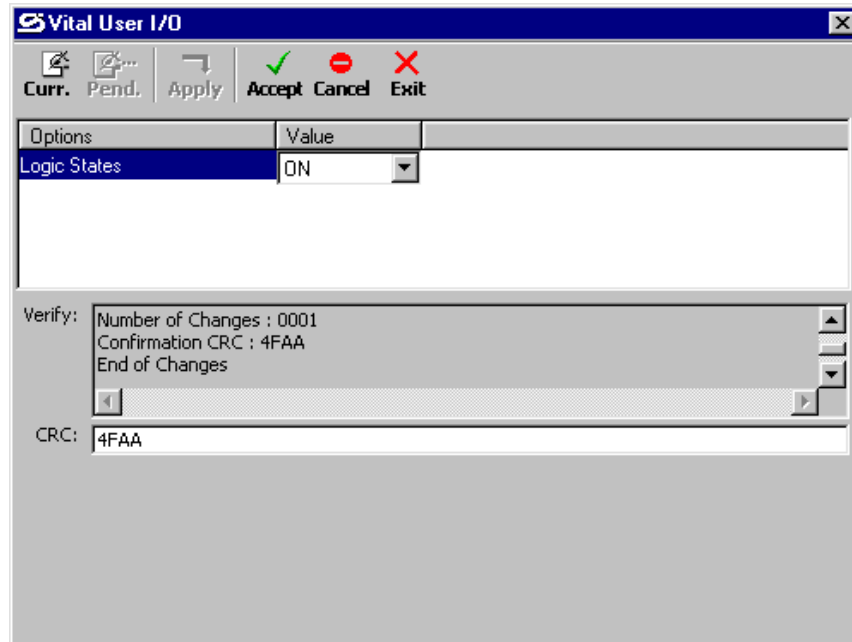 Vital User I/O
Curr. Pend. Apply Accept Cancel Exit
Options Value
Logic States ON
Verify: Number of Changes : 0001
Confirmation CRC : 4FAA
End of Changes
CRC: 4FAA